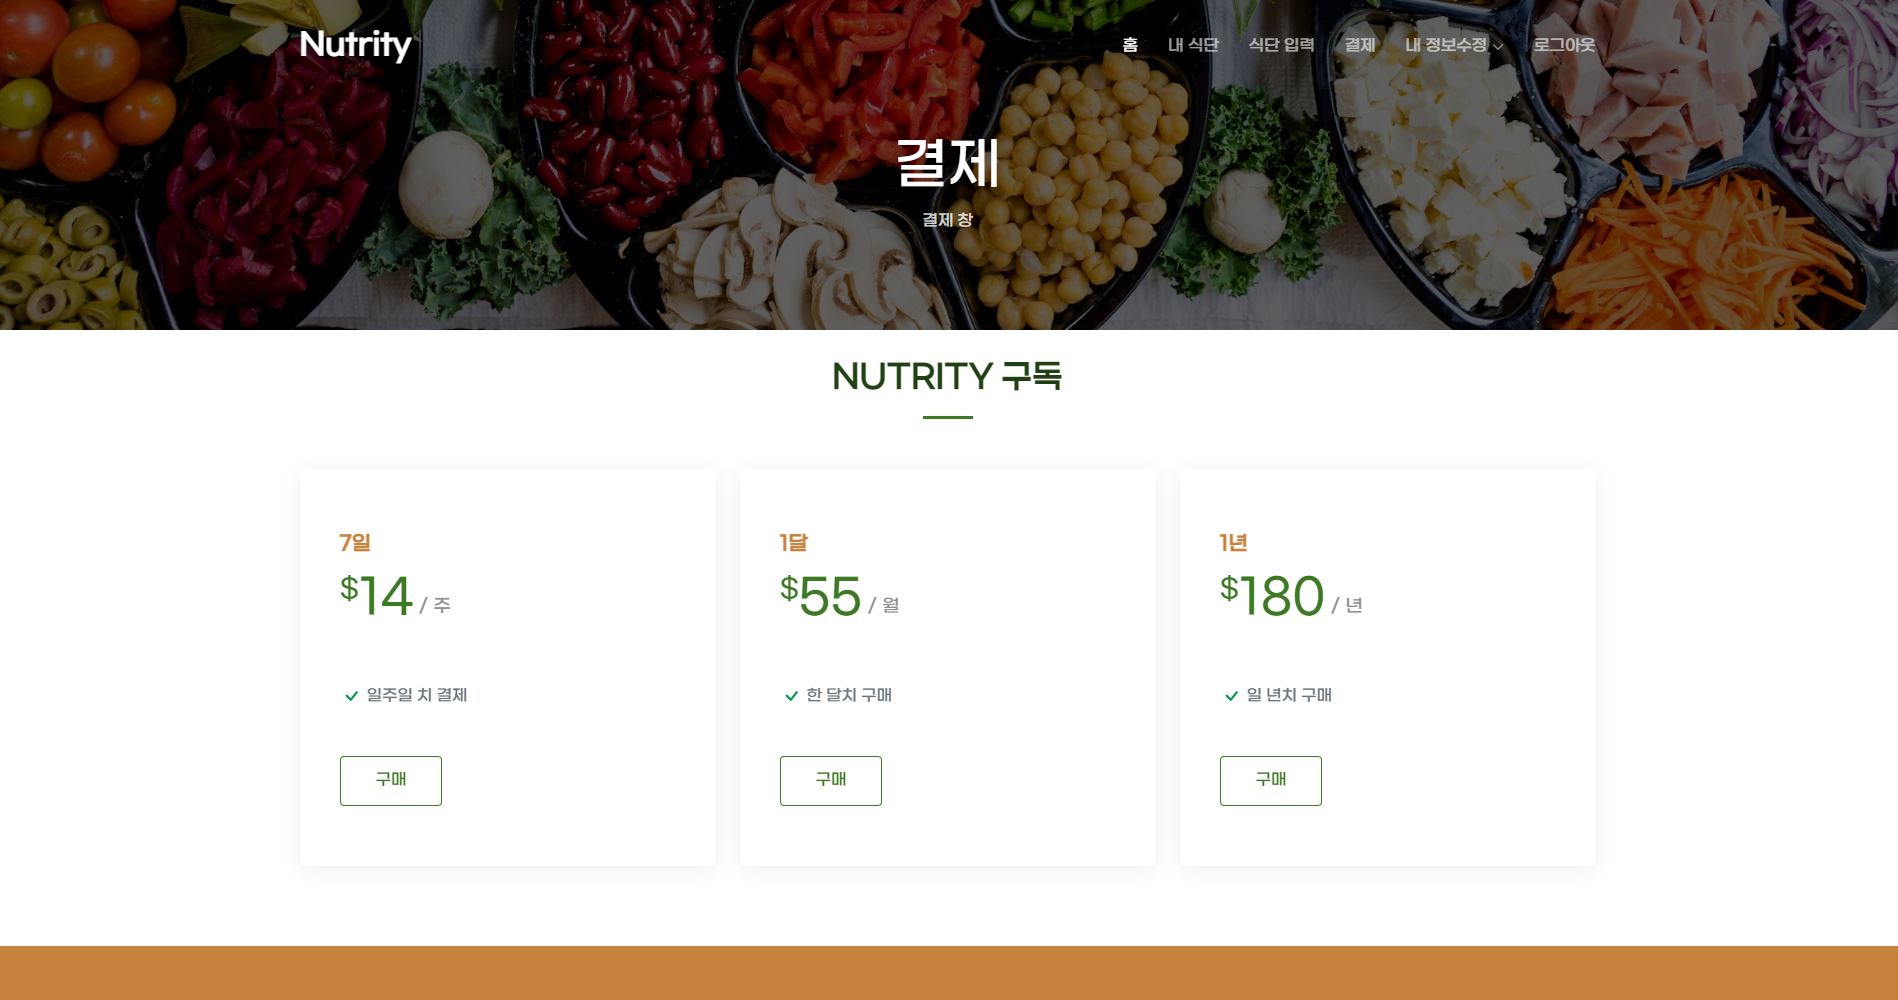 Nutrity
홈 내 식단 식단 입력 결제 내 정보수정 로그아웃
결제
결제 창
NUTRITY 구독
7일
$14 / 주
일주일 치 결제
구매
1달
$55 / 월
한 달치 구매
구매
1년
$180 / 년
일 년치 구매
구매